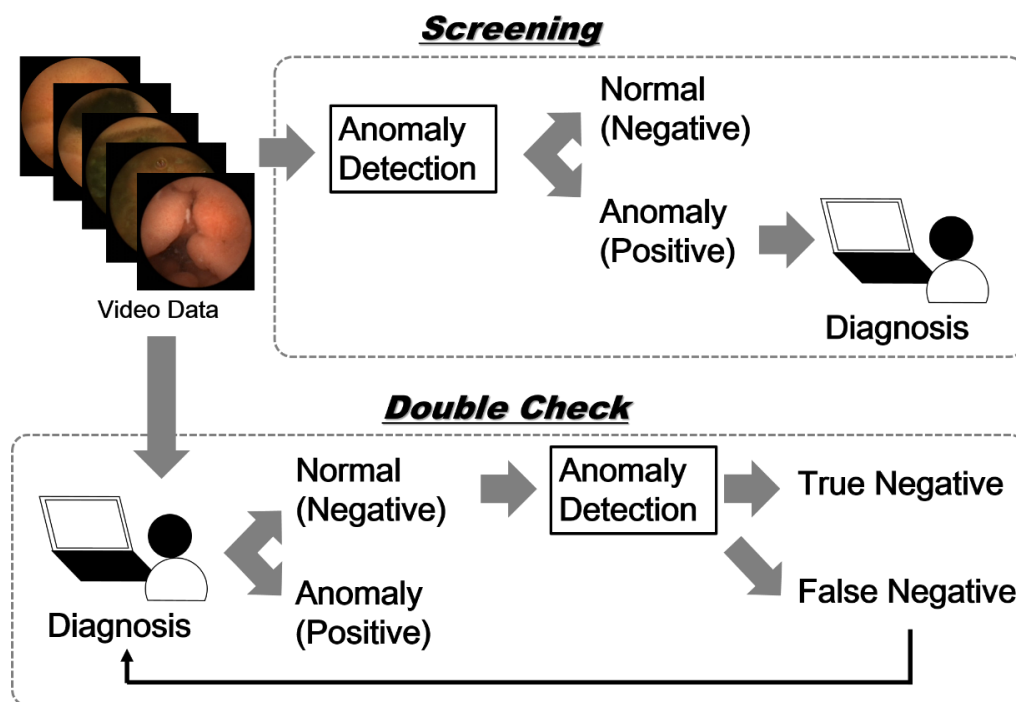 Screening
Video Data
Anomaly
Detection
Normal
(Negative)
Anomaly
(Positive)
Diagnosis
Double Check
Diagnosis
Normal
(Negative)
Anomaly
(Positive)
Anomaly
Detection
True Negative
False Negative